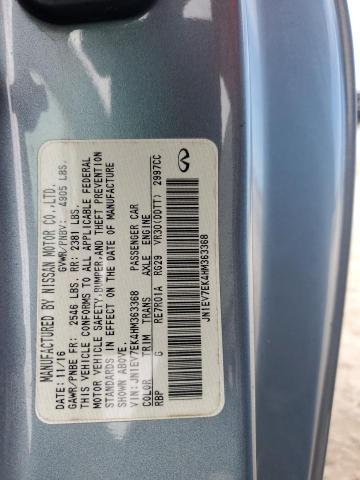 MANUFACTURED BY NISSAN MOTOR CO.,LTD.
11/16 GVWR/PNBV: 4905 LBS.
GAWR/PNBE FR: 2546 LBS. RR: 2381 LBS.
THIS VEHICLE CONFORMS TO ALL APPLICABLE FEDERAL
MOTOR VEHICLE SAFETY,BUMPER,AND THEFT PREVENTION
STANDARDS IN EFFECT ON THE DATE OF MANUFACTURE
SHOWN ABOVE.
VIN:JN1EV7EK4HM363368 PASSENGER CAR
COLOR TRIM TRANS AXLE ENGINE
RBP G RE7R01A RG29 VR30(DDTT) 2997CC
JN1EV7EK4HM363368